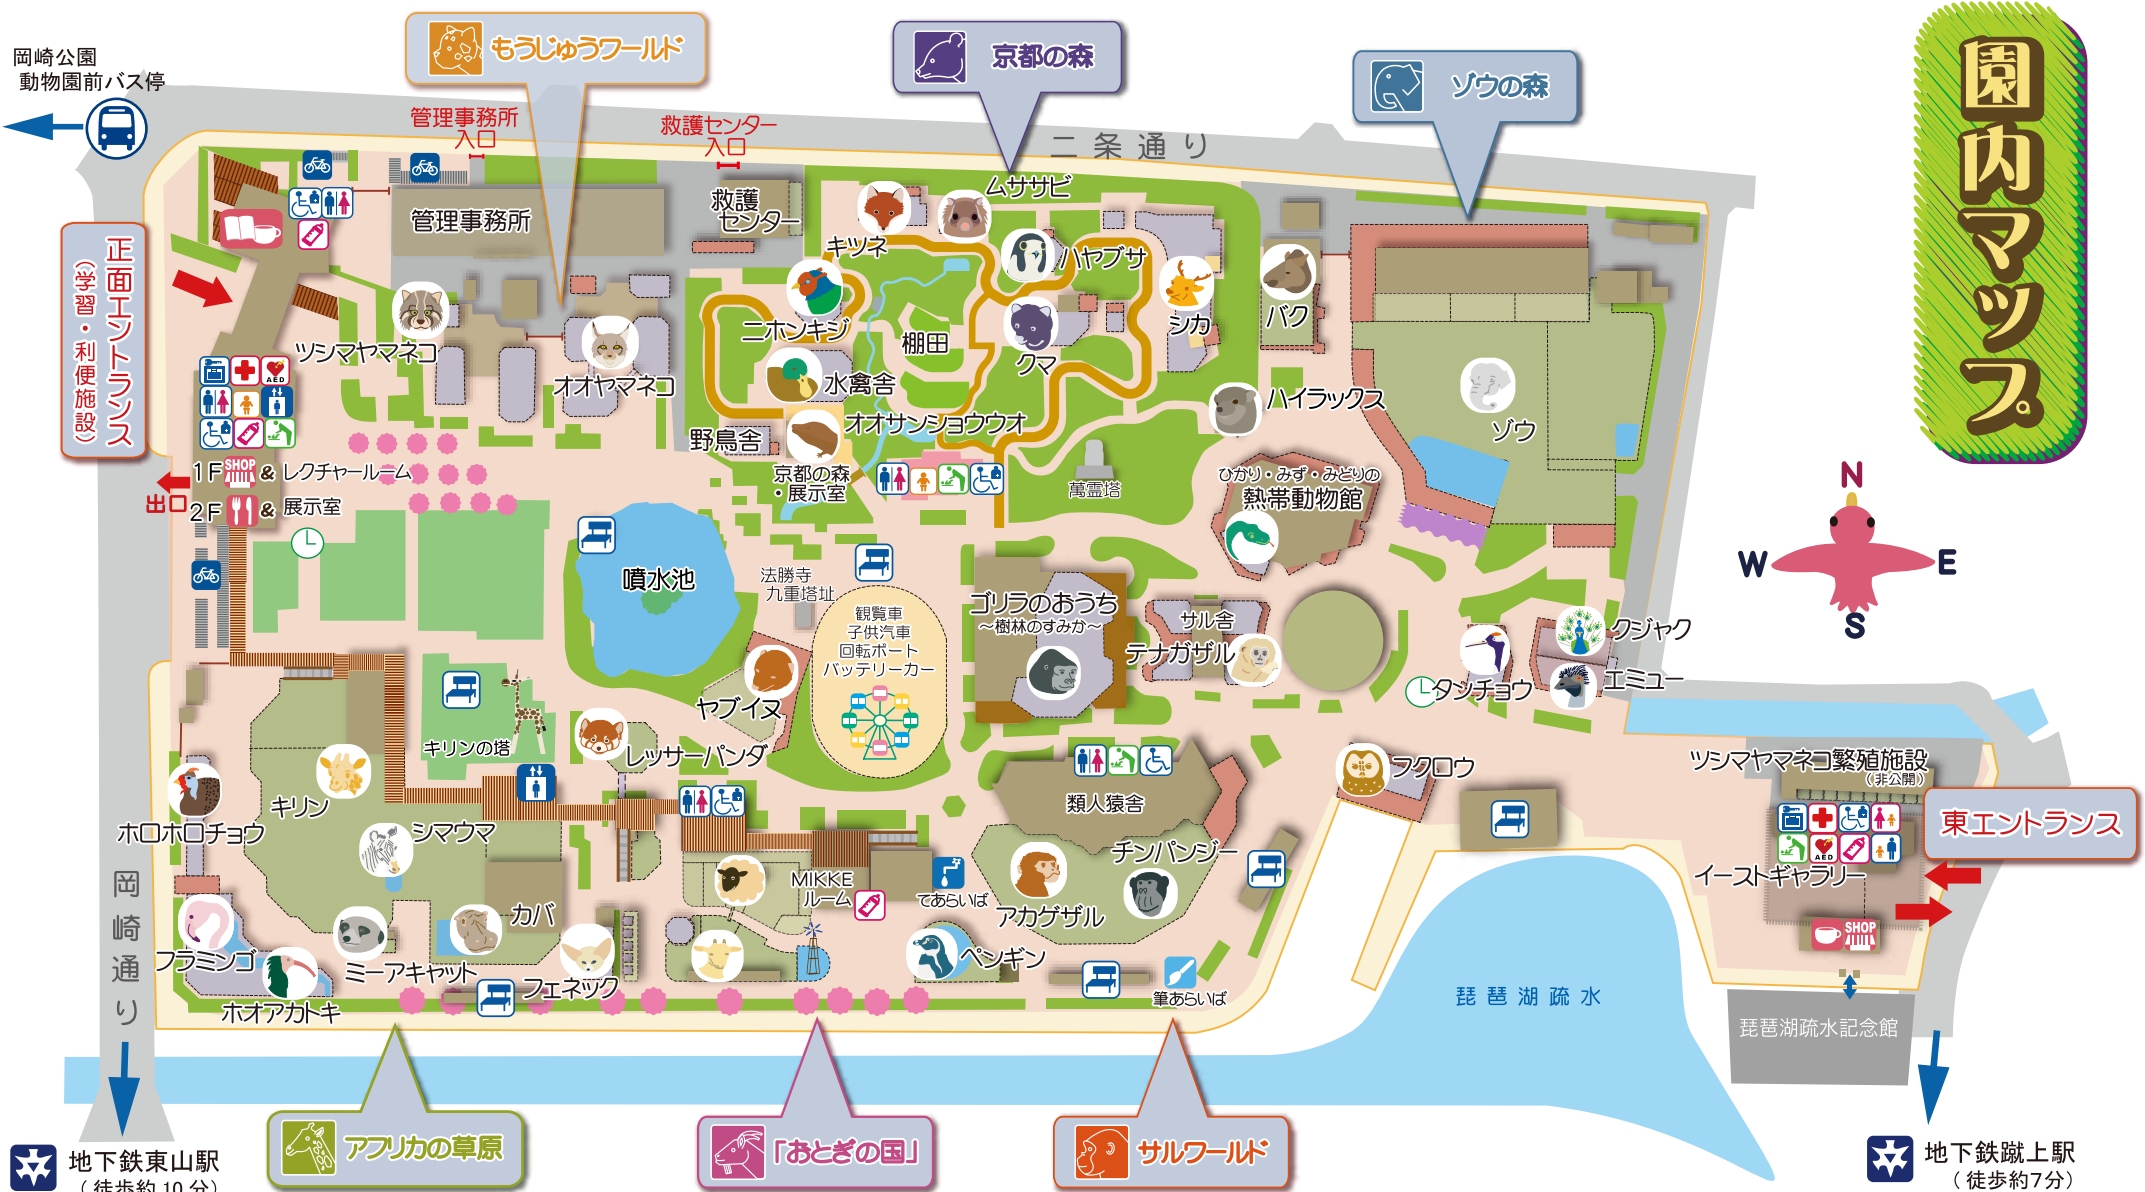 園内マップ
岡崎公園
動物園前バス停
もうじゅうワールド
京都の森
ゾウの森
管理事務所
入口
救護センター
入口
二条通り
正面エントランス
（学習・利便施設）
管理事務所
救護
センター
キツネ
ムササビ
ハヤブサ
ニホンキジ
シカ
バク
ツシマヤマネコ
オオヤマネコ
棚田
クマ
水禽舎
ハイラックス
ゾウ
オオサンショウウオ
野鳥舎
京都の森
・展示室
萬霊塔
ひかり・みず・みどりの
熱帯動物館
AED
1F SHOP & レクチャールーム
出口
2F & 展示室
N
W
E
S
噴水池
法勝寺
九重塔址
観覧車
子供汽車
回転ボート
バッテリーカー
ゴリラのおうち
～樹林のすみか～
サル舎
テナガザル
クジャク
タンチョウ
エミュー
ヤブイヌ
キリンの塔
レッサーパンダ
フクロウ
ツシマヤマネコ繁殖施設
（非公開）
東エントランス
キリン
ホロホロチョウ
シマウマ
類人猿舎
チンパンジー
アカゲザル
MIKKE
ルーム
てあらいば
AED
イーストギャラリー
SHOP
カバ
フラミンゴ
ミーアキャット
フェネック
ホオアカトキ
ペンギン
筆あらいば
岡崎通り
琵琶湖疏水
琵琶湖疏水記念館
アフリカの草原
「おとぎの国」
サルワールド
地下鉄東山駅
（徒歩約10分）
地下鉄蹴上駅
（徒歩約7分）